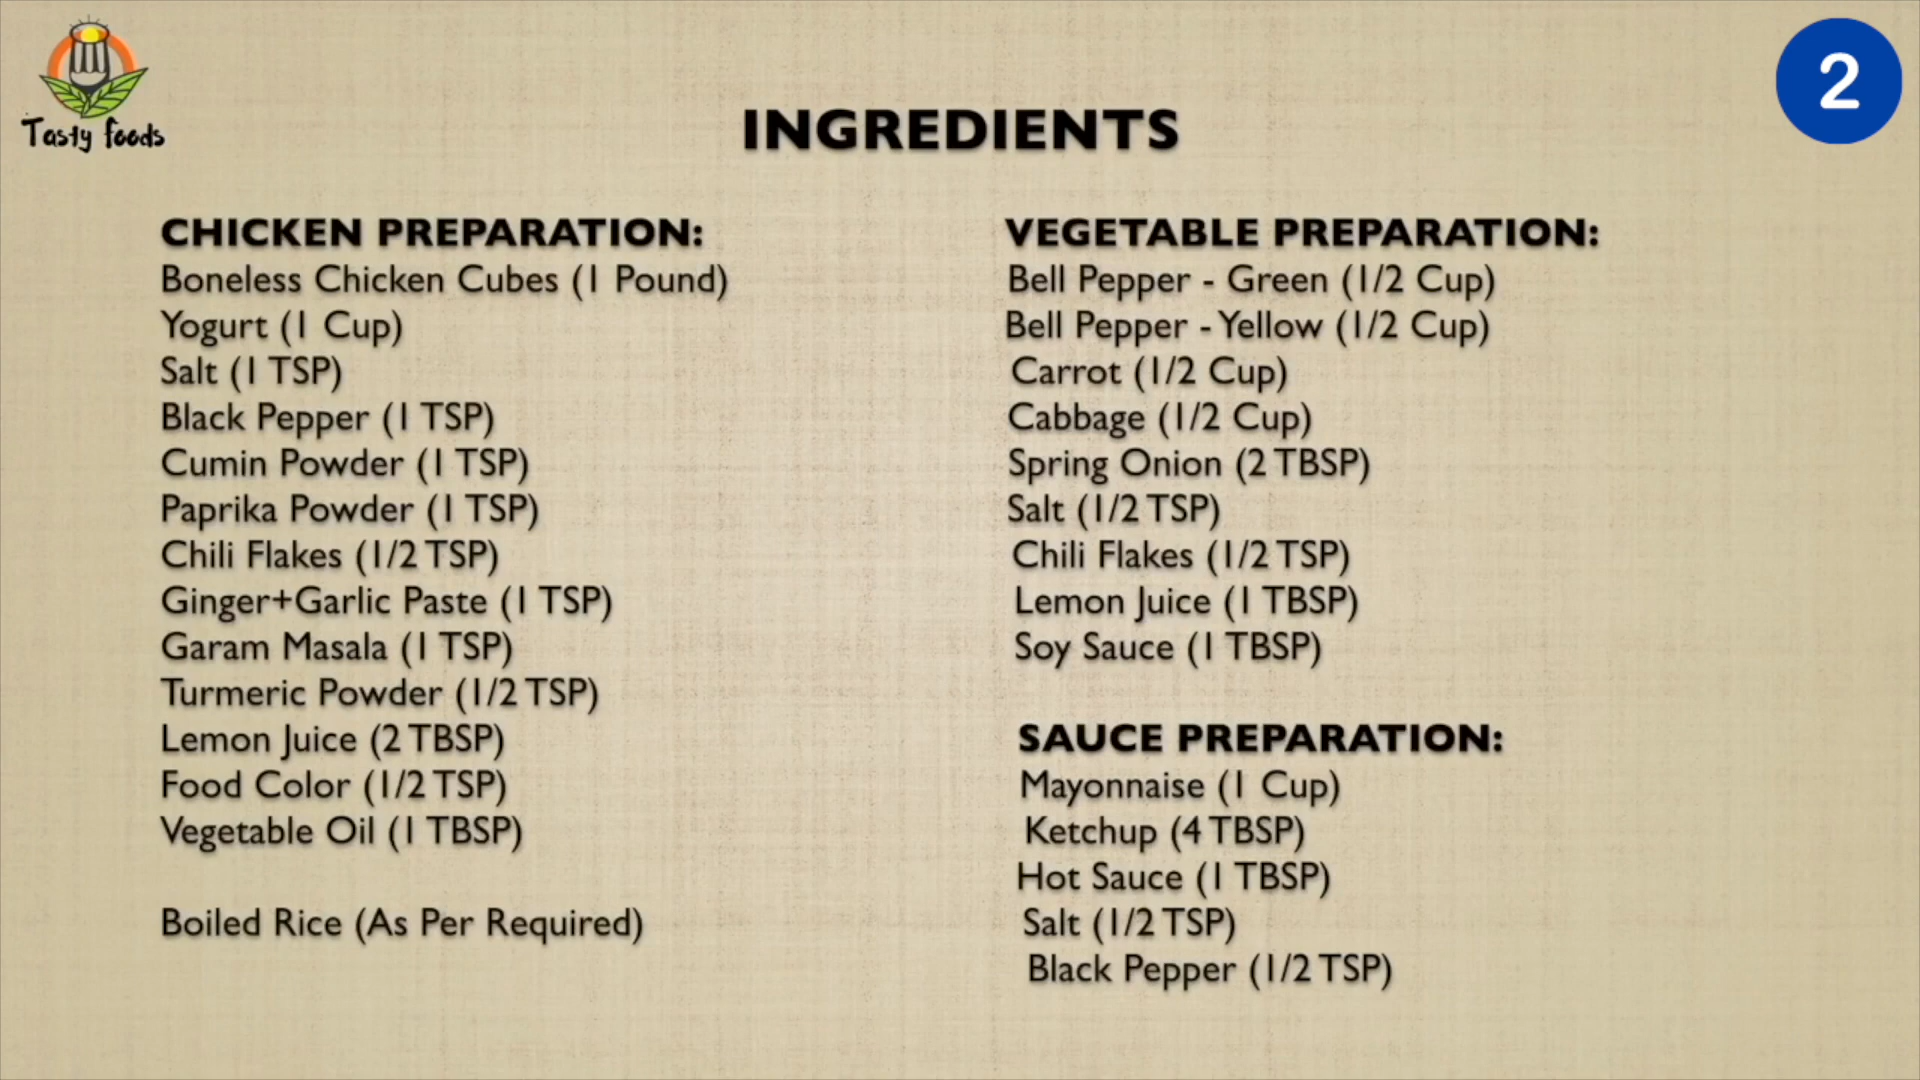 Tasty foods
2
INGREDIENTS
CHICKEN PREPARATION:
Boneless Chicken Cubes (1 Pound)
Yogurt (1 Cup)
Salt (1 TSP)
Black Pepper (1 TSP)
Cumin Powder (1 TSP)
Paprika Powder (1 TSP)
Chili Flakes (1/2 TSP)
Ginger+Garlic Paste (1 TSP)
Garam Masala (1 TSP)
Turmeric Powder (1/2 TSP)
Lemon Juice (2 TBSP)
Food Color (1/2 TSP)
Vegetable Oil (1 TBSP)
Boiled Rice (As Per Required)
VEGETABLE PREPARATION:
Bell Pepper - Green (1/2 Cup)
Bell Pepper - Yellow (1/2 Cup)
Carrot (1/2 Cup)
Cabbage (1/2 Cup)
Spring Onion (2 TBSP)
Salt (1/2 TSP)
Chili Flakes (1/2 TSP)
Lemon Juice (1 TBSP)
Soy Sauce (1 TBSP)
SAUCE PREPARATION:
Mayonnaise (1 Cup)
Ketchup (4 TBSP)
Hot Sauce (1 TBSP)
Salt (1/2 TSP)
Black Pepper (1/2 TSP)